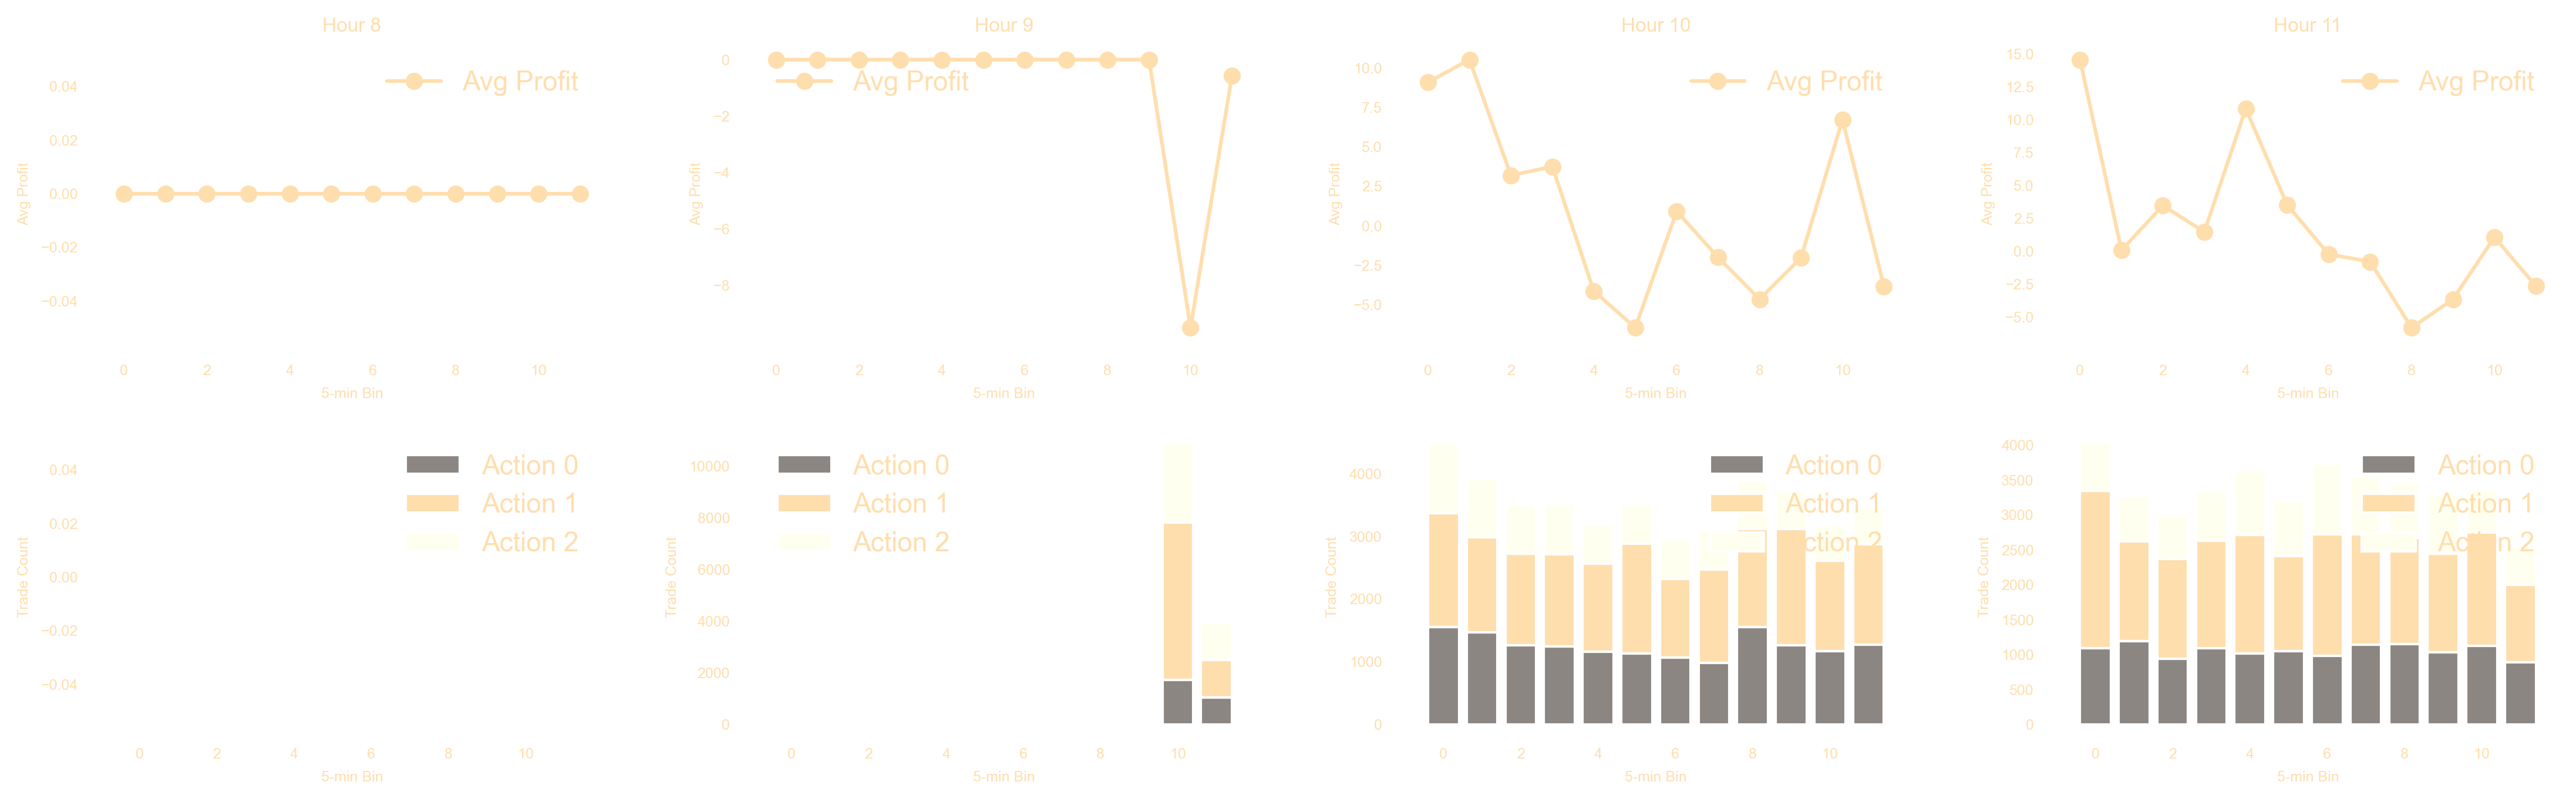 Hour 8
Avg Profit
0.04
0.02
0.00
−0.02
−0.04
Avg Profit
0 2 4 6 8 10
5-min Bin
Hour 9
Avg Profit
0
−2
−4
−6
−8
Avg Profit
0 2 4 6 8 10
5-min Bin
Hour 10
Avg Profit
10.0
7.5
5.0
2.5
0.0
−2.5
−5.0
Avg Profit
0 2 4 6 8 10
5-min Bin
Hour 11
Avg Profit
15.0
12.5
10.0
7.5
5.0
2.5
0.0
−2.5
−5.0
Avg Profit
0 2 4 6 8 10
5-min Bin
Action 0
Action 1
Action 2
0.04
0.02
0.00
−0.02
−0.04
Trade Count
0 2 4 6 8 10
5-min Bin
Action 0
Action 1
Action 2
10000
8000
6000
4000
2000
0
Trade Count
0 2 4 6 8 10
5-min Bin
Action 0
Action 1
Action 2
4000
3000
2000
1000
0
Trade Count
0 2 4 6 8 10
5-min Bin
Action 0
Action 1
Action 2
4000
3500
3000
2500
2000
1500
1000
500
0
Trade Count
0 2 4 6 8 10
5-min Bin